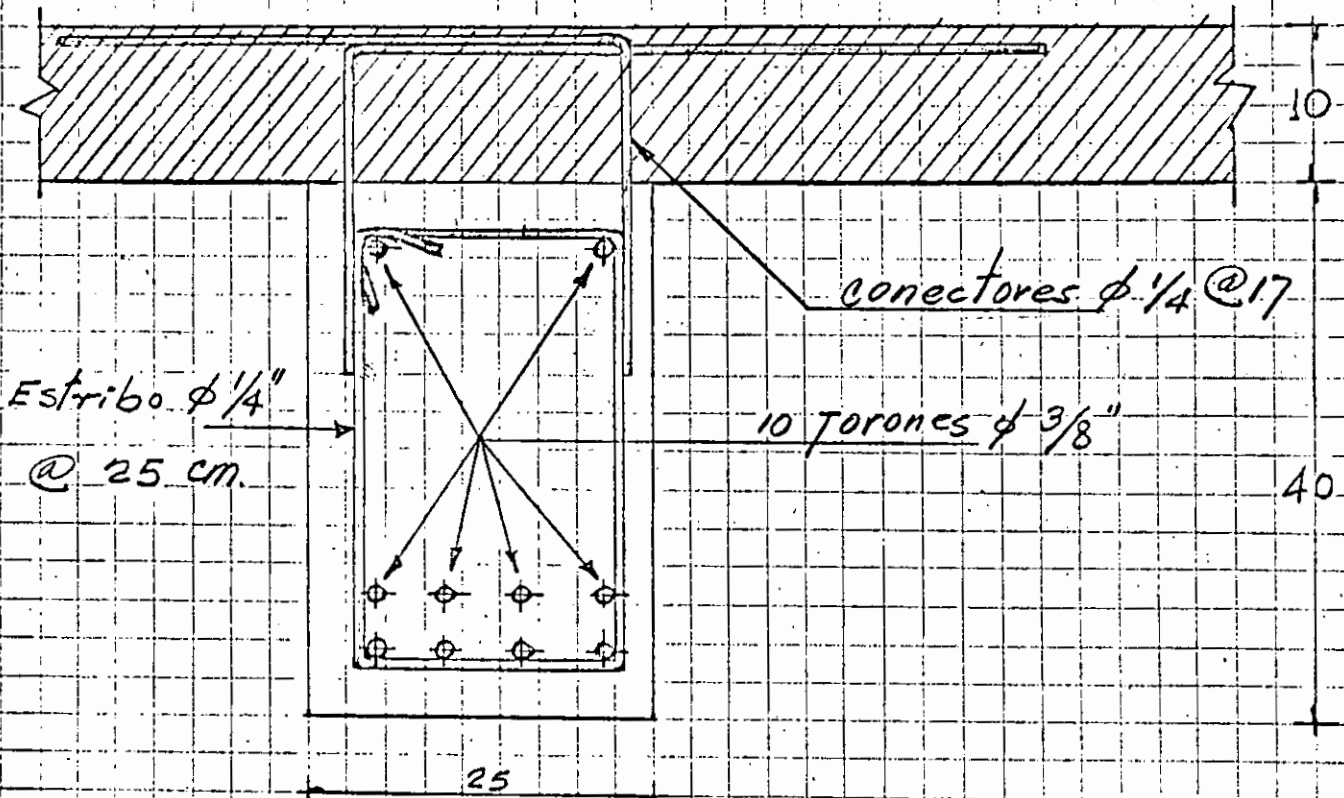 10
conectores φ 1/4 @17
Estribo φ 1/4"
@ 25 cm.
10 Torones φ 3/8"
40
25